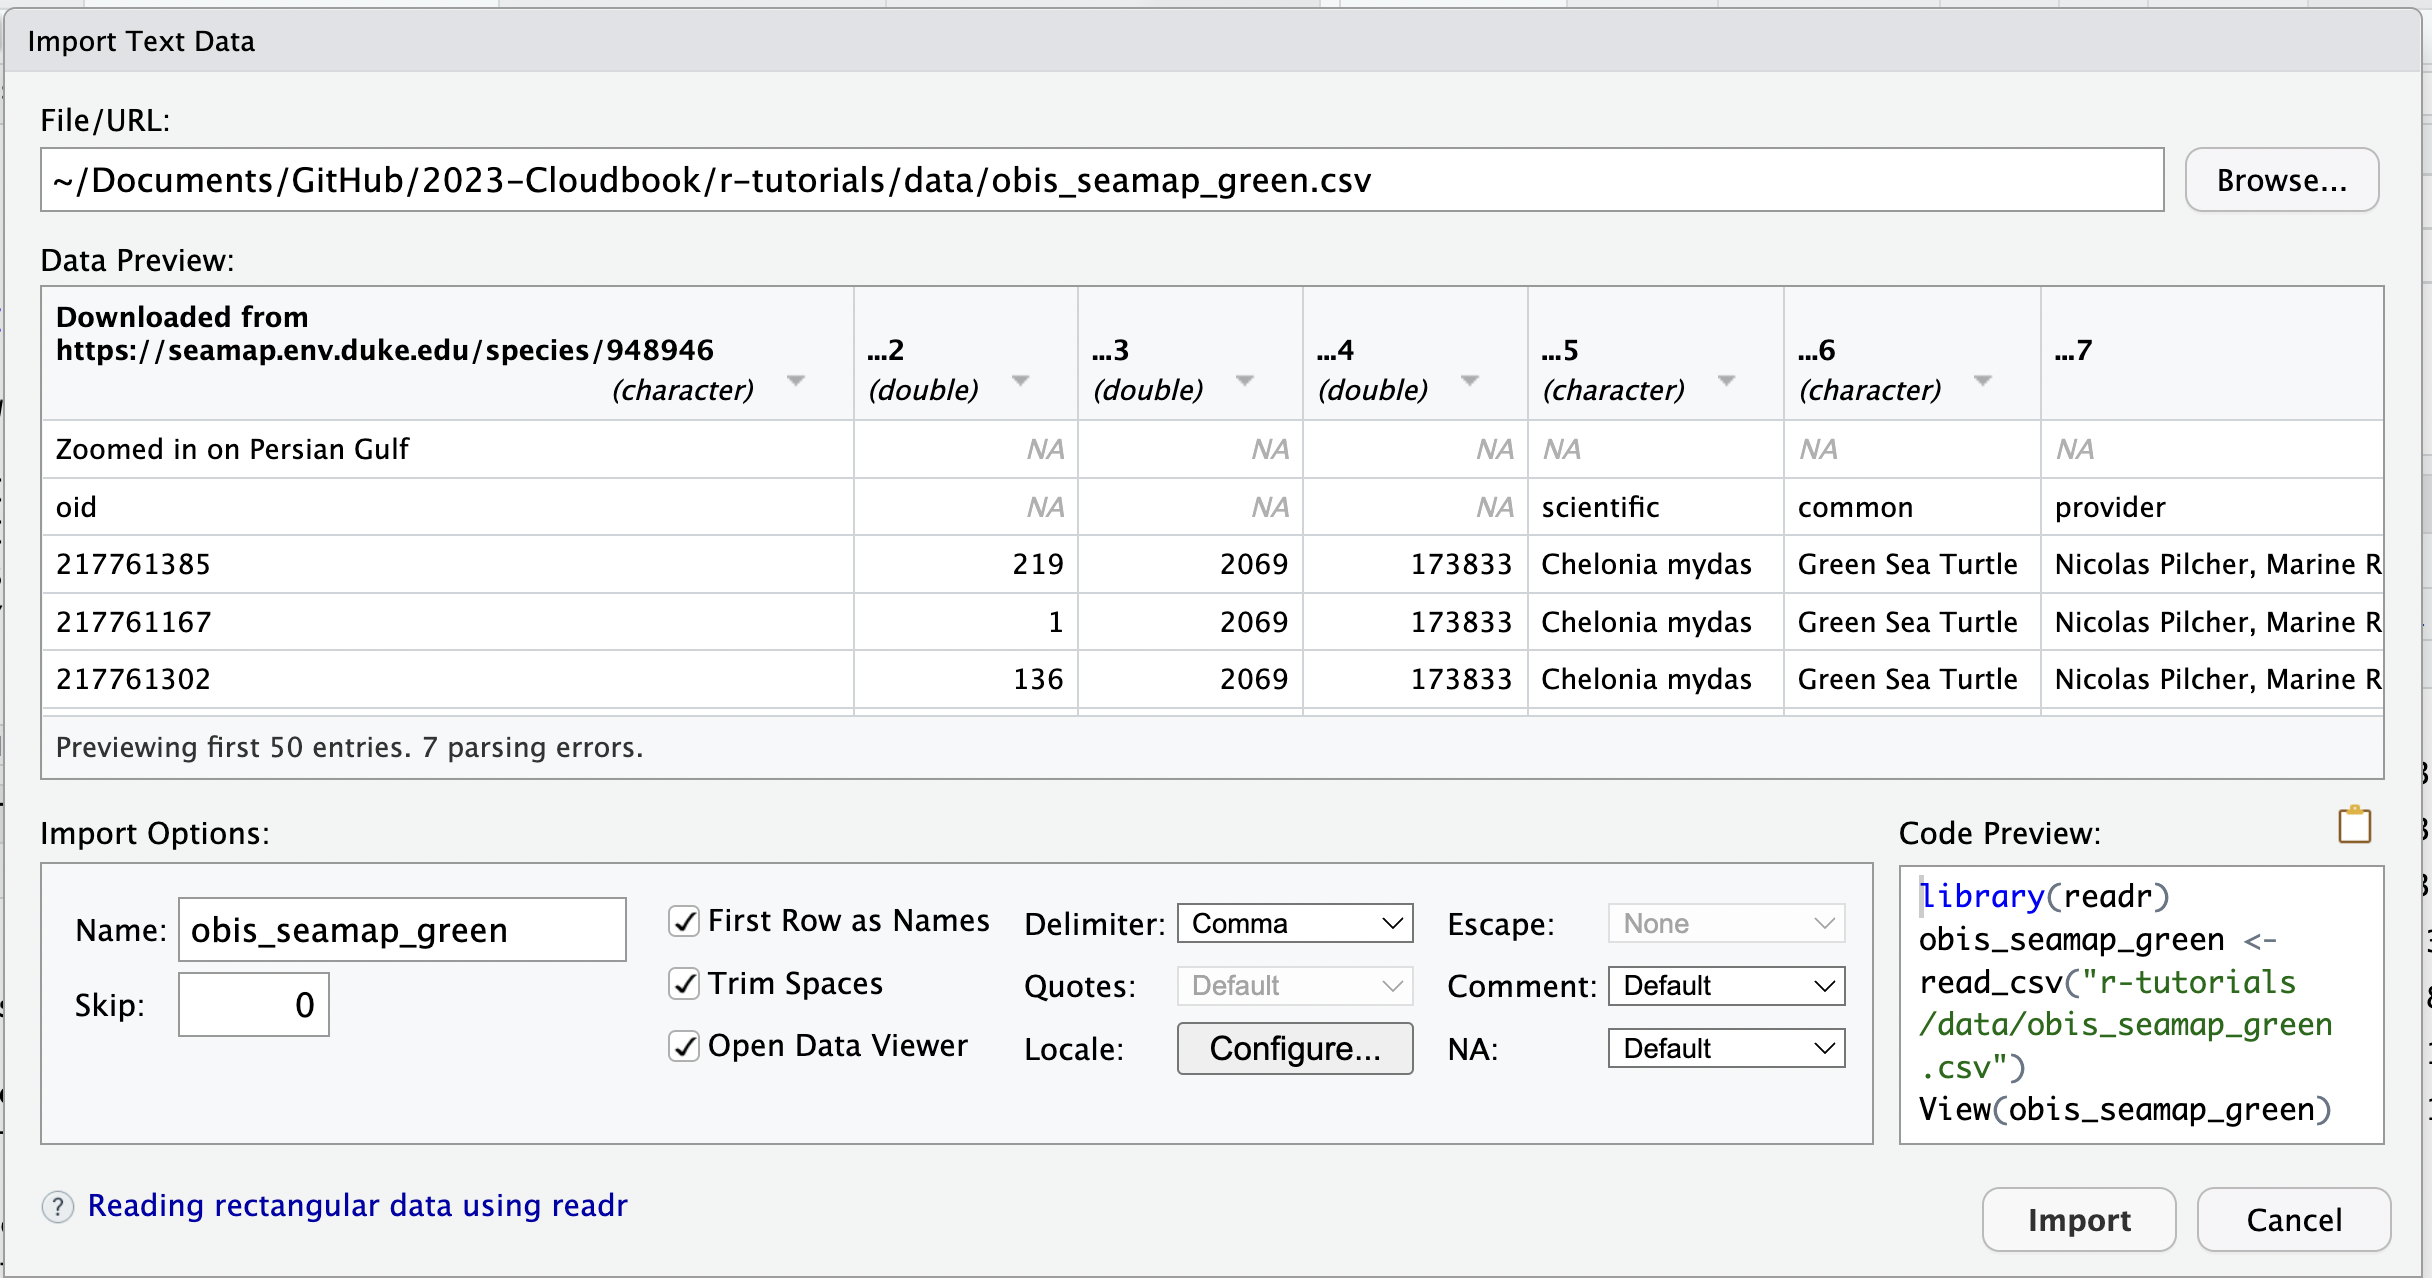 Import Text Data
File/URL:
~/Documents/GitHub/2023-Cloudbook/r-tutorials/data/obis_seamap_green.csv
Browse...
Data Preview:
Downloaded from
https://seamap.env.duke.edu/species/948946 ...2 ...3 ...4 ...5 ...6 ...7
(character) (double) (double) (double) (character) (character)
Zoomed in on Persian Gulf NA NA NA NA NA NA
oid NA NA NA scientific common provider
217761385 219 2069 173833 Chelonia mydas Green Sea Turtle Nicolas Pilcher, Marine R
217761167 1 2069 173833 Chelonia mydas Green Sea Turtle Nicolas Pilcher, Marine R
217761302 136 2069 173833 Chelonia mydas Green Sea Turtle Nicolas Pilcher, Marine R
Previewing first 50 entries. 7 parsing errors.
Import Options:
Name: obis_seamap_green
Skip: 0
First Row as Names
Trim Spaces
Open Data Viewer
Delimiter: Comma
Quotes: Default
Locale: Configure...
Escape: None
Comment: Default
NA: Default
Code Preview:
library(readr)
obis_seamap_green <-
read_csv("r-tutorials
/data/obis_seamap_green
.csv")
View(obis_seamap_green)
? Reading rectangular data using readr
Import
Cancel